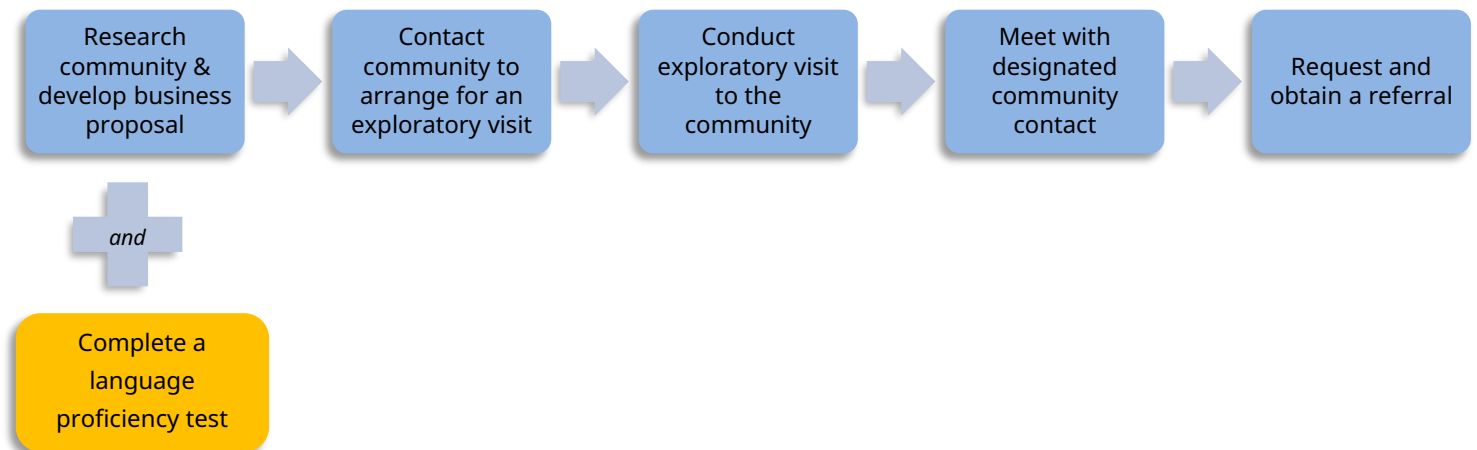 Research
community &
develop business
proposal
Contact
community to
arrange for an
exploratory visit
Conduct
exploratory visit
to the
community
Meet with
designated
community
contact
Request and
obtain a referral
and
Complete a
language
proficiency test